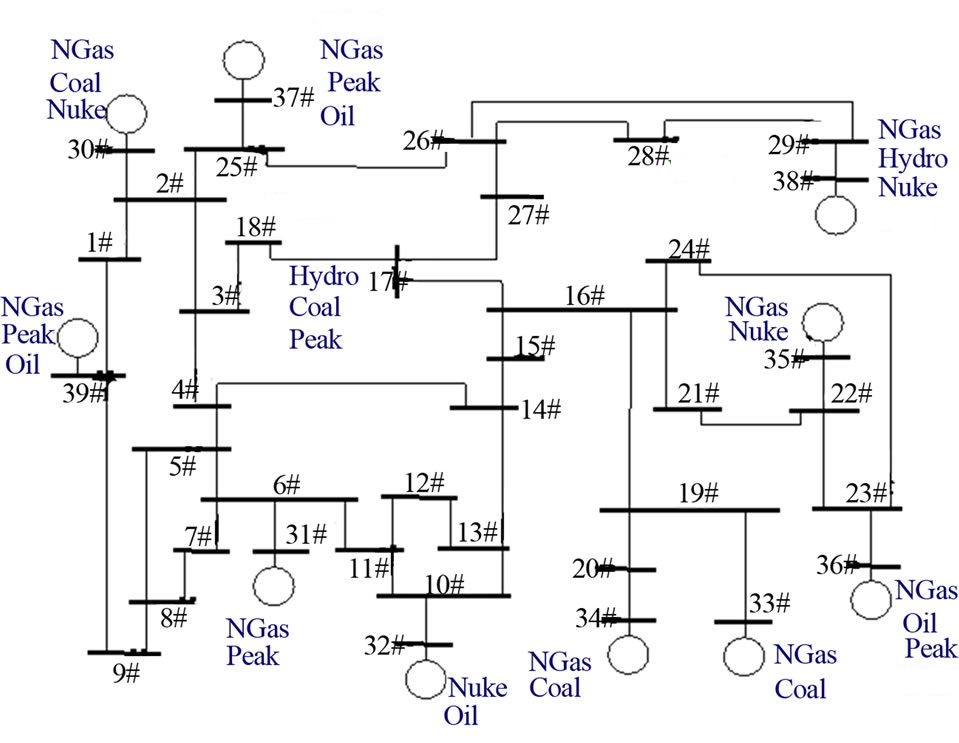 NGas
Coal
Nuke
30#
37#
NGas
Peak
Oil
25#
26#
28#
29#
38#
NGas
Hydro
Nuke
2#
27#
1#
18#
17#
Hydro
Coal
Peak
3#
24#
16#
NGas
Peak
Oil
39#
15#
NGas
Nuke
35#
4#
14#
21#
22#
5#
6#
12#
19#
23#
7#
31#
11#
13#
10#
20#
36#
NGas
Oil
Peak
8#
9#
NGas
Peak
32#
Nuke
Oil
34#
NGas
Coal
33#
NGas
Coal